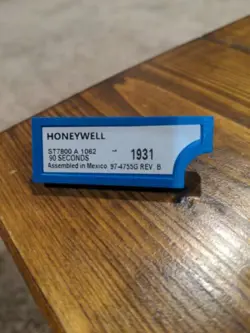 HONEYWELL
ST7800 A 1062 1931
90 SECONDS
Assembled in Mexico 97-4755G REV. B